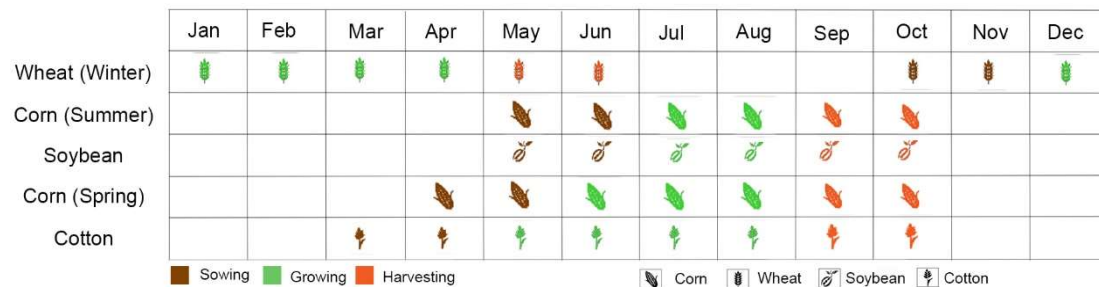 Jan Feb Mar Apr May Jun Jul Aug Sep Oct Nov Dec
Wheat (Winter)
Corn (Summer)
Soybean
Corn (Spring)
Cotton
Sowing Growing Harvesting Corn Wheat Soybean Cotton